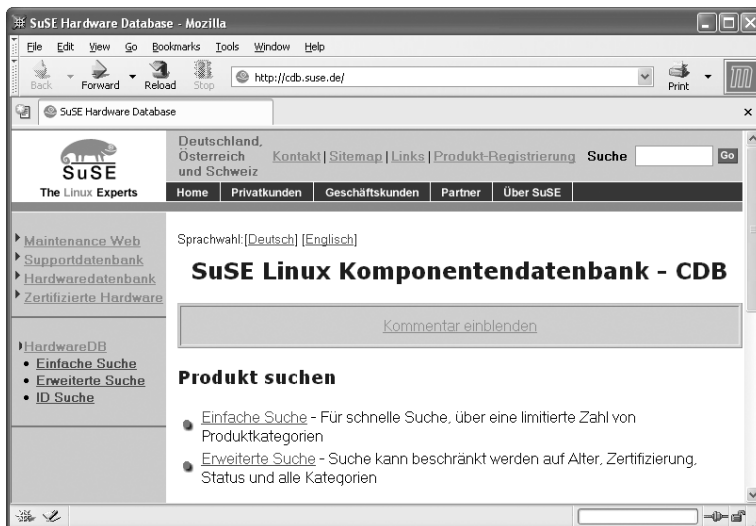 SuSE Hardware Database - Mozilla
File Edit View Go Bookmarks Tools Window Help
Back Forward Reload Stop http://cdb.suse.de/ Print
SuSE Hardware Database
SuSE
The Linux Experts
Deutschland,
Österreich
und Schweiz
Kontakt | Sitemap | Links | Produkt-Registrierung Suche Go
Home Privatkunden Geschäftskunden Partner Über SuSE
Maintenance Web
Supportdatenbank
Hardwaredatenbank
Zertifizierte Hardware
HardwareDB
Einfache Suche
Erweiterte Suche
ID Suche
Sprachwahl:[Deutsch] [Englisch]
SuSE Linux Komponentendatenbank - CDB
Kommentar einblenden
Produkt suchen
Einfache Suche - Für schnelle Suche, über eine limitierte Zahl von
Produktkategorien
Erweiterte Suche - Suche kann beschränkt werden auf Alter, Zertifizierung,
Status und alle Kategorien